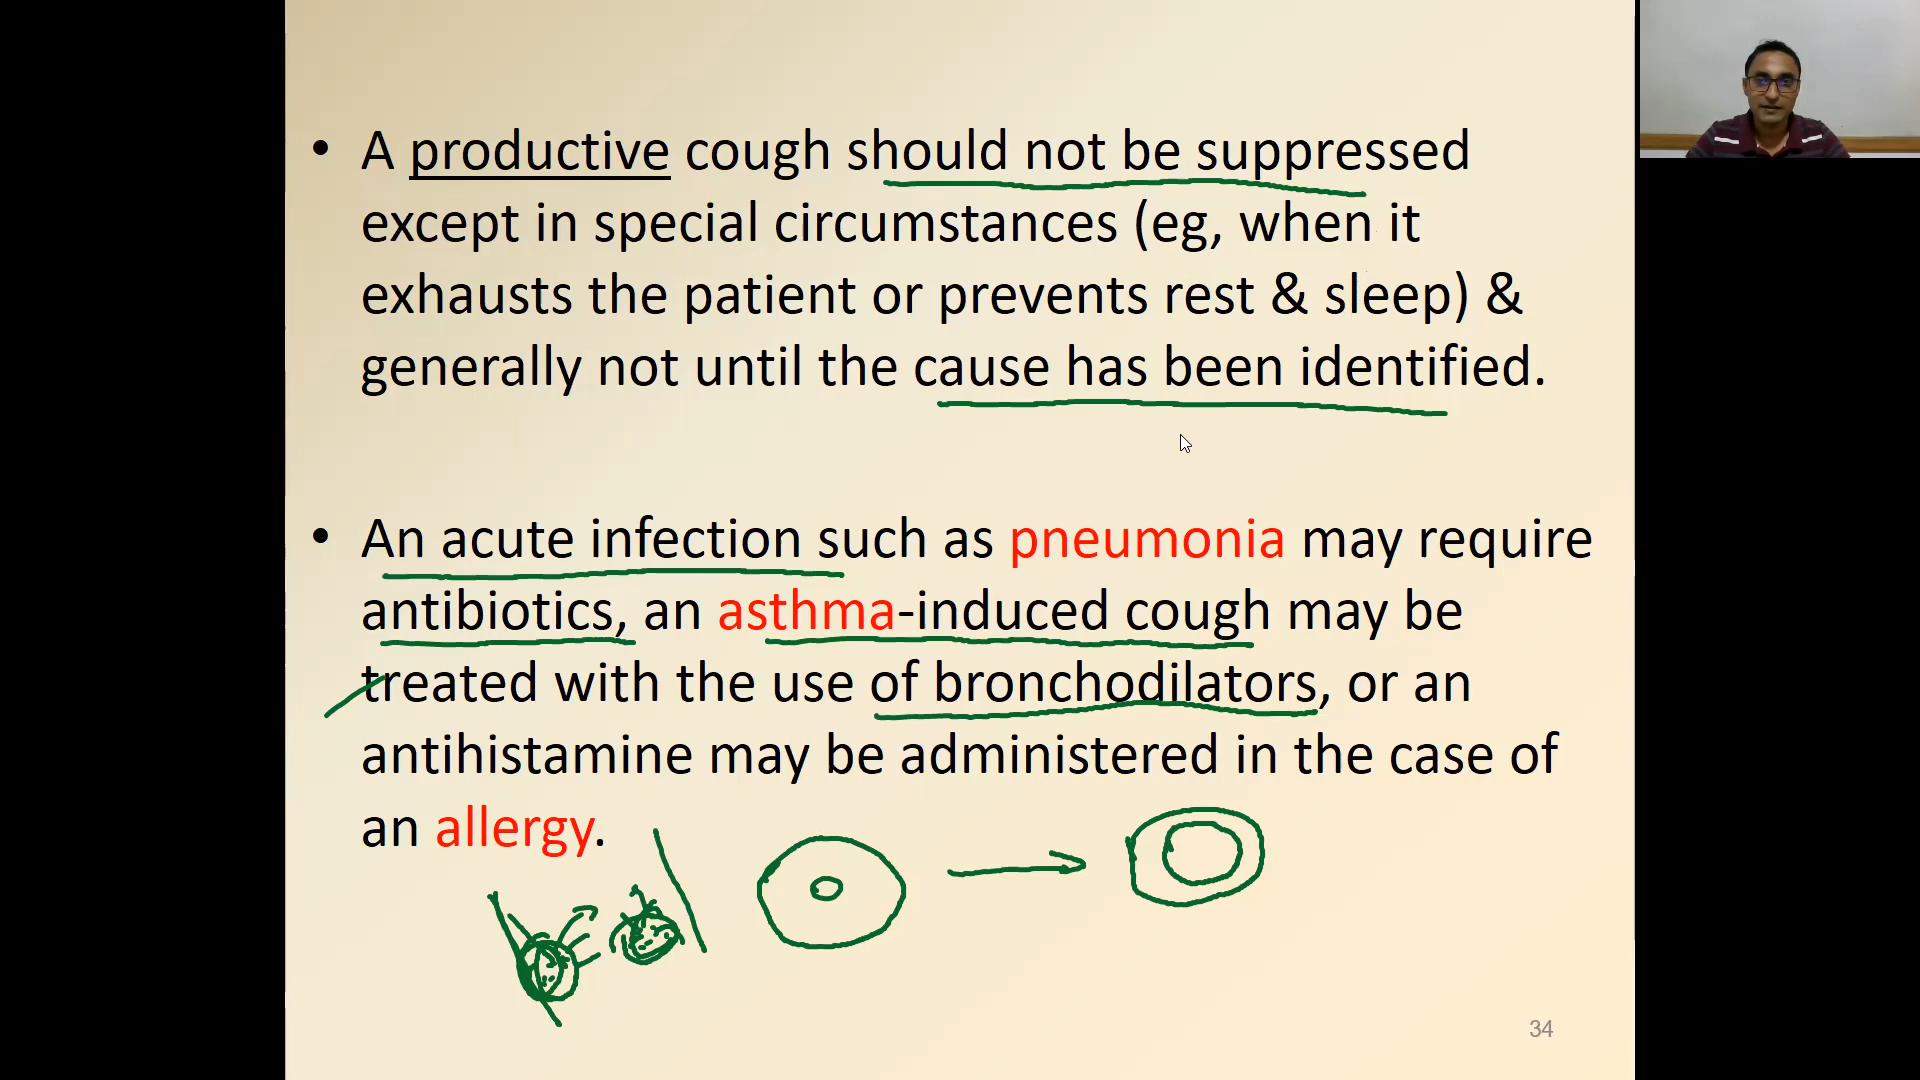 • A productive cough should not be suppressed
except in special circumstances (eg, when it
exhausts the patient or prevents rest & sleep) &
generally not until the cause has been identified.
• An acute infection such as pneumonia may require
antibiotics, an asthma-induced cough may be
treated with the use of bronchodilators, or an
antihistamine may be administered in the case of
an allergy.
34